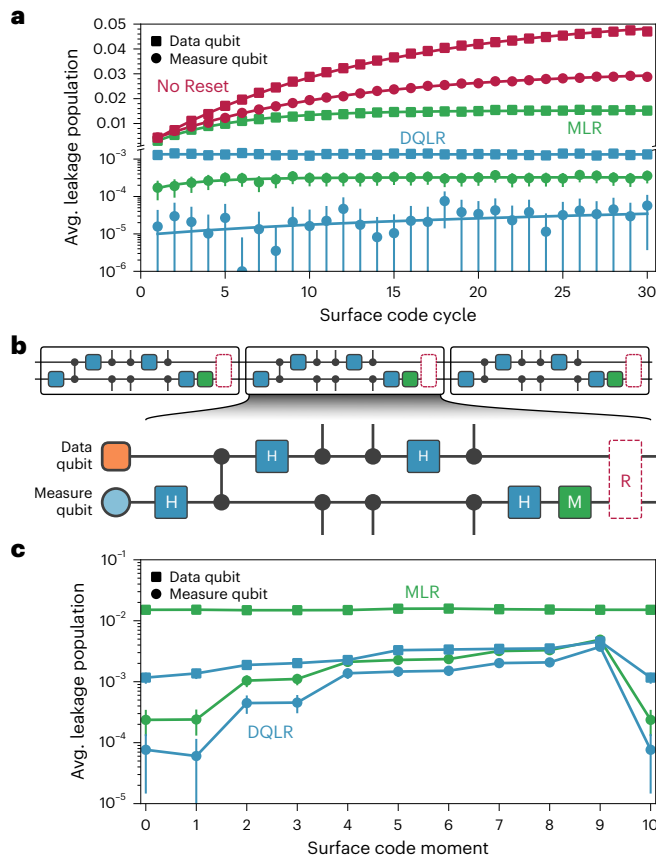 a
0.05
0.04
0.03
0.02
0.01
10⁻³
10⁻⁴
10⁻⁵
10⁻⁶
Avg. leakage population
Data qubit
Measure qubit
No Reset
MLR
DQLR
0 5 10 15 20 25 30
Surface code cycle
b
Data
qubit
Measure
qubit
H
H
H
H
M
R
c
10⁻¹
10⁻²
10⁻³
10⁻⁴
10⁻⁵
Avg. leakage population
Data qubit
Measure qubit
MLR
DQLR
0 1 2 3 4 5 6 7 8 9 10
Surface code moment